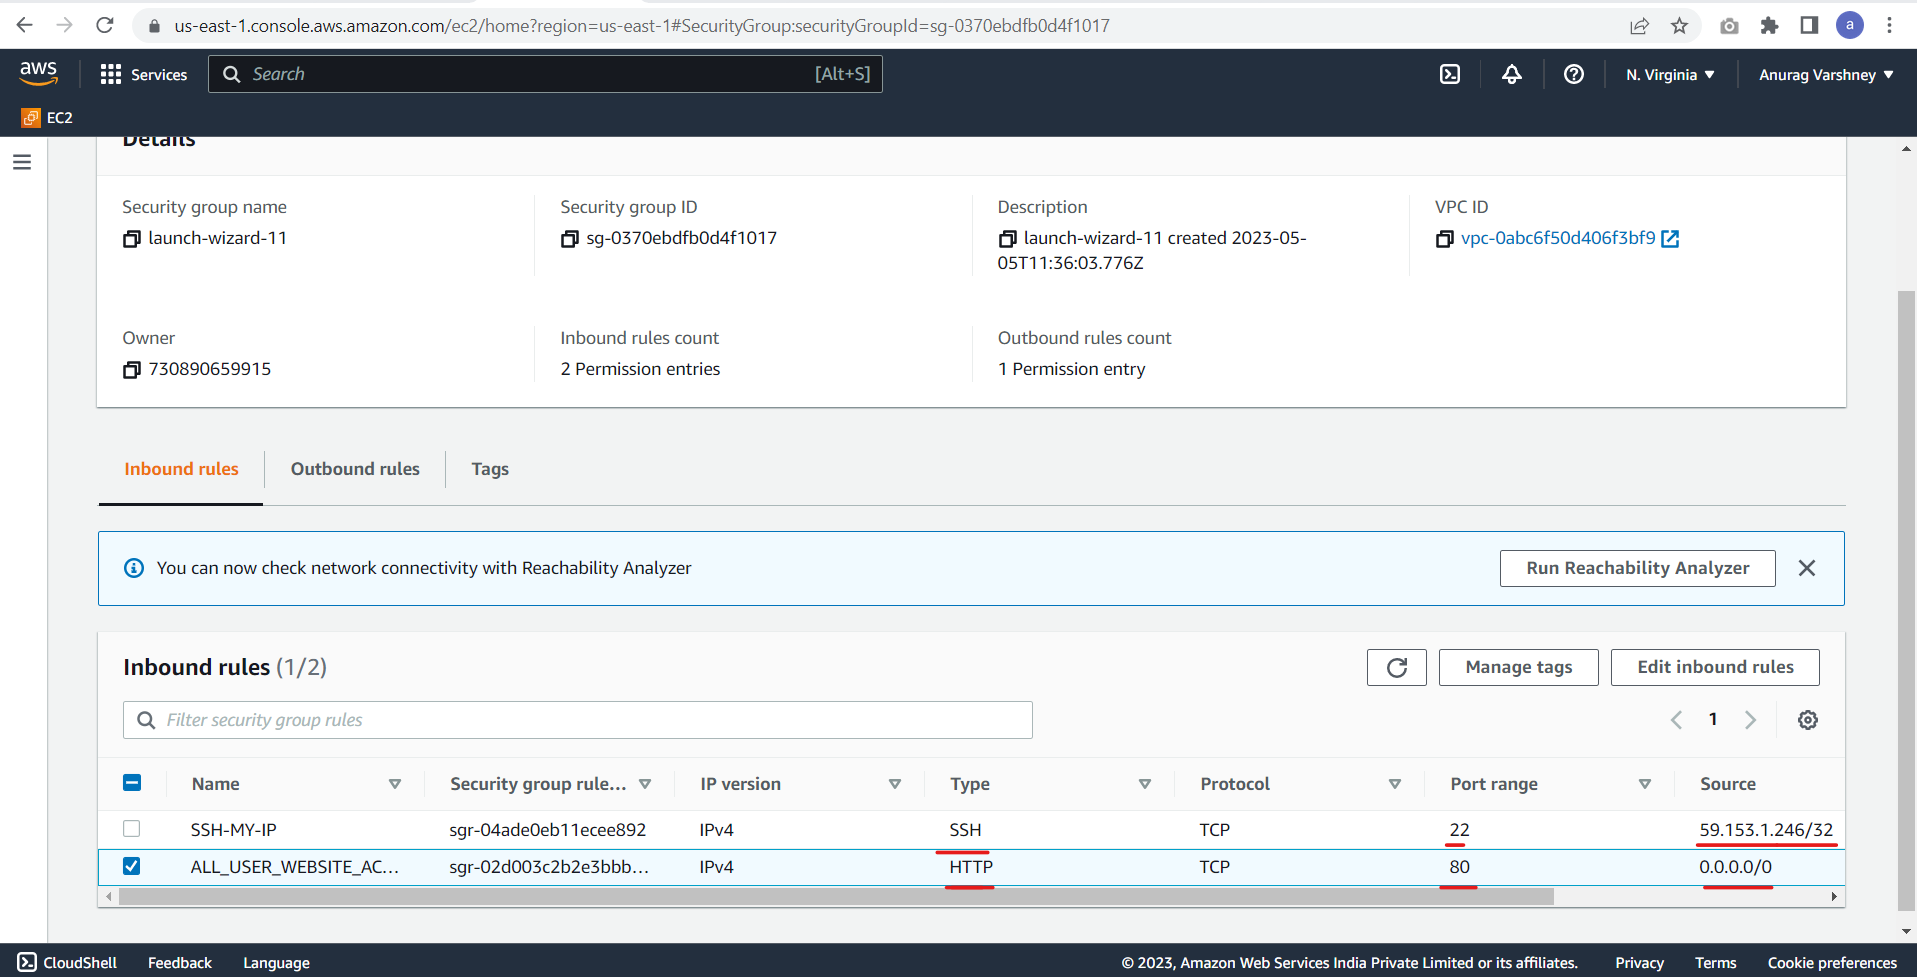 us-east-1.console.aws.amazon.com/ec2/home?region=us-east-1#SecurityGroup:securityGroupId=sg-0370ebdfb0d4f1017
a
aws
Services
Search
[Alt+S]
N. Virginia
Anurag Varshney
EC2
Details
Security group name
launch-wizard-11
Security group ID
sg-0370ebdfb0d4f1017
Description
launch-wizard-11 created 2023-05-
05T11:36:03.776Z
VPC ID
vpc-0abc6f50d406f3bf9
Owner
730890659915
Inbound rules count
2 Permission entries
Outbound rules count
1 Permission entry
Inbound rules
Outbound rules
Tags
You can now check network connectivity with Reachability Analyzer
Run Reachability Analyzer
Inbound rules (1/2)
Manage tags
Edit inbound rules
Filter security group rules
1
Name Security group rule... IP version Type Protocol Port range Source
SSH-MY-IP sgr-04ade0eb11ecee892 IPv4 SSH TCP 22 59.153.1.246/32
ALL_USER_WEBSITE_AC... sgr-02d003c2b2e3bbb... IPv4 HTTP TCP 80 0.0.0.0/0
CloudShell Feedback Language © 2023, Amazon Web Services India Private Limited or its affiliates. Privacy Terms Cookie preferences